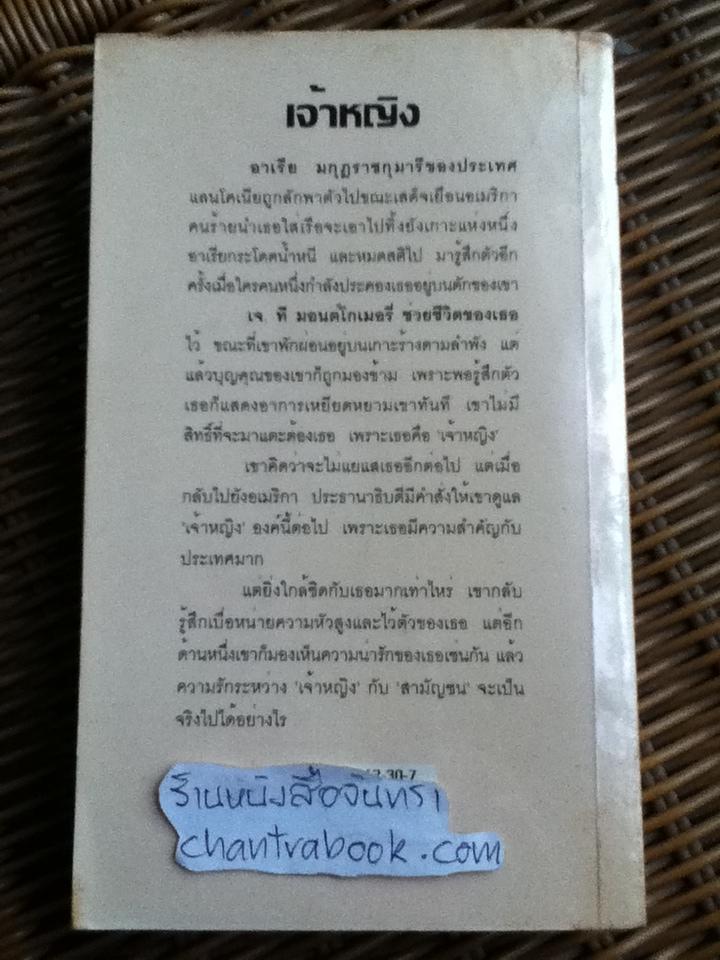 เจ้าหญิง
อาเรีย มกุฎราชกุมารีของประเทศ
แลนโคเนียถูกลักพาตัวไปขณะเสด็จเยือนอเมริกา
คนร้ายนำเธอใส่เรือจะเอาไปทิ้งยังเกาะแห่งหนึ่ง
อาเรียกระโดดน้ำหนี และหมดสติไป มารู้สึกตัวอีก
ครั้งเมื่อใครคนหนึ่งกำลังประคองเธออยู่บนตักของเขา
เจ. ที มอนต์โกเมอรี่ ช่วยชีวิตของเธอ
ไว้ ขณะที่เขาพักผ่อนอยู่บนเกาะร้างตามลำพัง แต่
แล้วบุญคุณของเขาก็ถูกมองข้าม เพราะพอรู้สึกตัว
เธอก็แสดงอาการเหยียดหยามเขาทันที เขาไม่มี
สิทธิ์ที่จะมาแตะต้องเธอ เพราะเธอคือ 'เจ้าหญิง'
เขาคิดว่าจะไม่แยแสเธออีกต่อไป แต่เมื่อ
กลับไปยังอเมริกา ประธานาธิบดีมีคำสั่งให้เขาดูแล
'เจ้าหญิง' องค์นี้ต่อไป เพราะเธอมีความสำคัญกับ
ประเทศมาก
แต่ยิ่งใกล้ชิดกับเธอมากเท่าไหร่ เขากลับ
รู้สึกเบื่อหน่ายความหัวสูงและไว้ตัวของเธอ แต่อีก
ด้านหนึ่งเขาก็มองเห็นความน่ารักของเธอเช่นกัน แล้ว
ความรักระหว่าง 'เจ้าหญิง' กับ 'สามัญชน' จะเป็น
จริงไปได้อย่างไร
30-7
ร้านหนังสือจันทรา
chantrabook.com